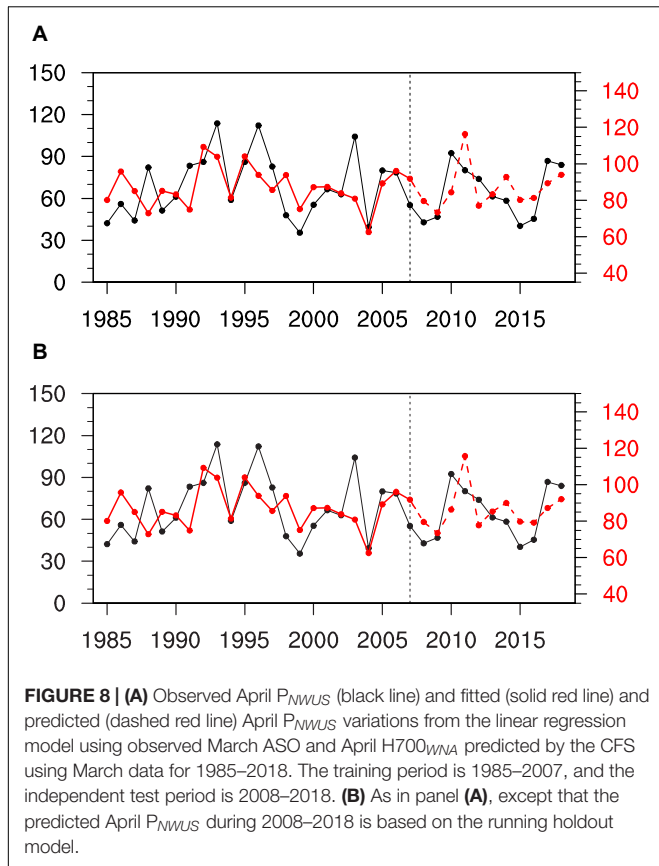 A
150
120
90
60
30
0
140
120
100
80
60
40
1985 1990 1995 2000 2005 2010 2015
B
150
120
90
60
30
0
140
120
100
80
60
40
1985 1990 1995 2000 2005 2010 2015
FIGURE 8 | (A) Observed April PNWUS (black line) and fitted (solid red line) and
predicted (dashed red line) April PNWUS variations from the linear regression
model using observed March ASO and April H700WNA predicted by the CFS
using March data for 1985–2018. The training period is 1985–2007, and the
independent test period is 2008–2018. (B) As in panel (A), except that the
predicted April PNWUS during 2008–2018 is based on the running holdout
model.